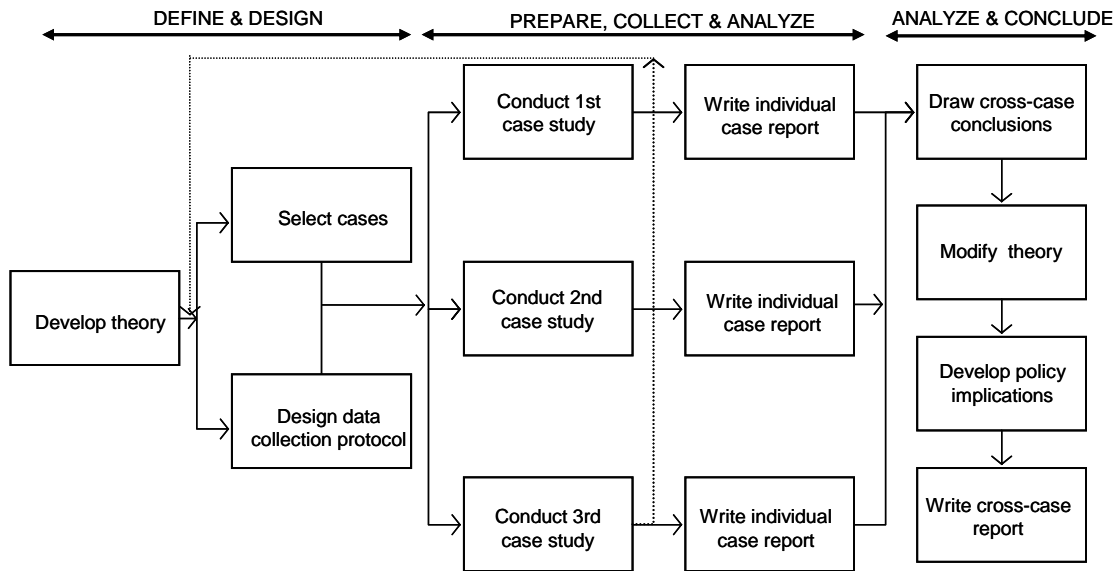 DEFINE & DESIGN
PREPARE, COLLECT & ANALYZE
ANALYZE & CONCLUDE
Develop theory
Select cases
Design data
collection protocol
Conduct 1st
case study
Conduct 2nd
case study
Conduct 3rd
case study
Write individual
case report
Write individual
case report
Write individual
case report
Draw cross-case
conclusions
Modify theory
Develop policy
implications
Write cross-case
report